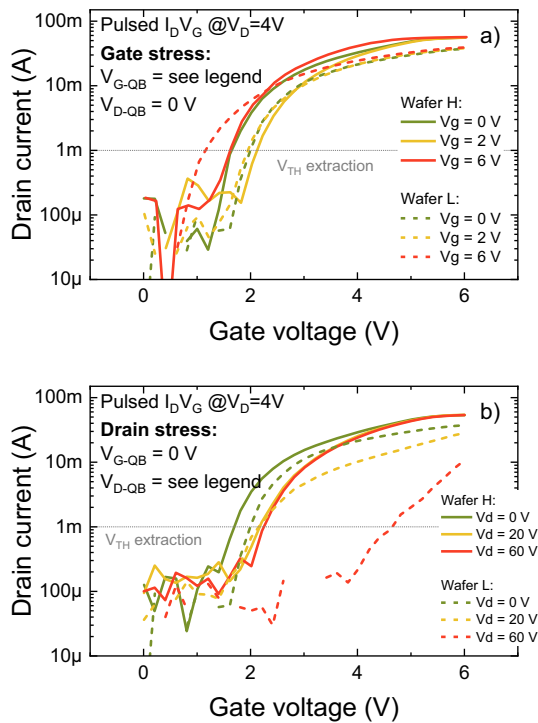 Pulsed IDVG @VD=4V
a)
Gate stress:
VG-QB = see legend
VD-QB = 0 V
Wafer H:
Vg = 0 V
Vg = 2 V
Vg = 6 V
VTH extraction
Wafer L:
Vg = 0 V
Vg = 2 V
Vg = 6 V
100m
10m
1m
100µ
10µ
Drain current (A)
0
2
4
6
Gate voltage (V)
Pulsed IDVG @VD=4V
b)
Drain stress:
VG-QB = 0 V
VD-QB = see legend
VTH extraction
Wafer H:
Vd = 0 V
Vd = 20 V
Vd = 60 V
Wafer L:
Vd = 0 V
Vd = 20 V
Vd = 60 V
100m
10m
1m
100µ
10µ
Drain current (A)
0
2
4
6
Gate voltage (V)